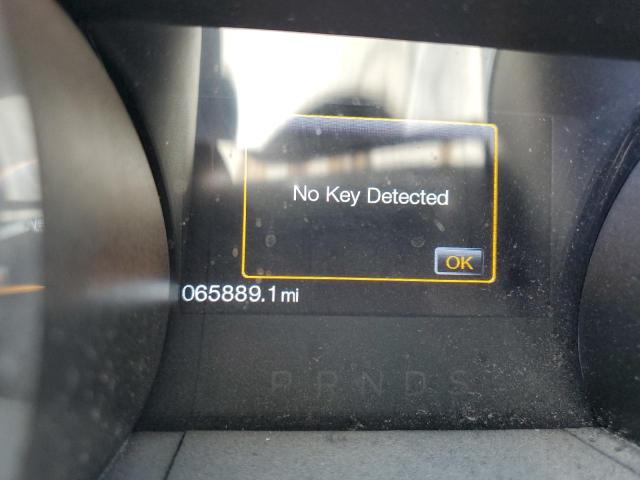 No Key Detected
OK
065889.1 mi
P R N D S